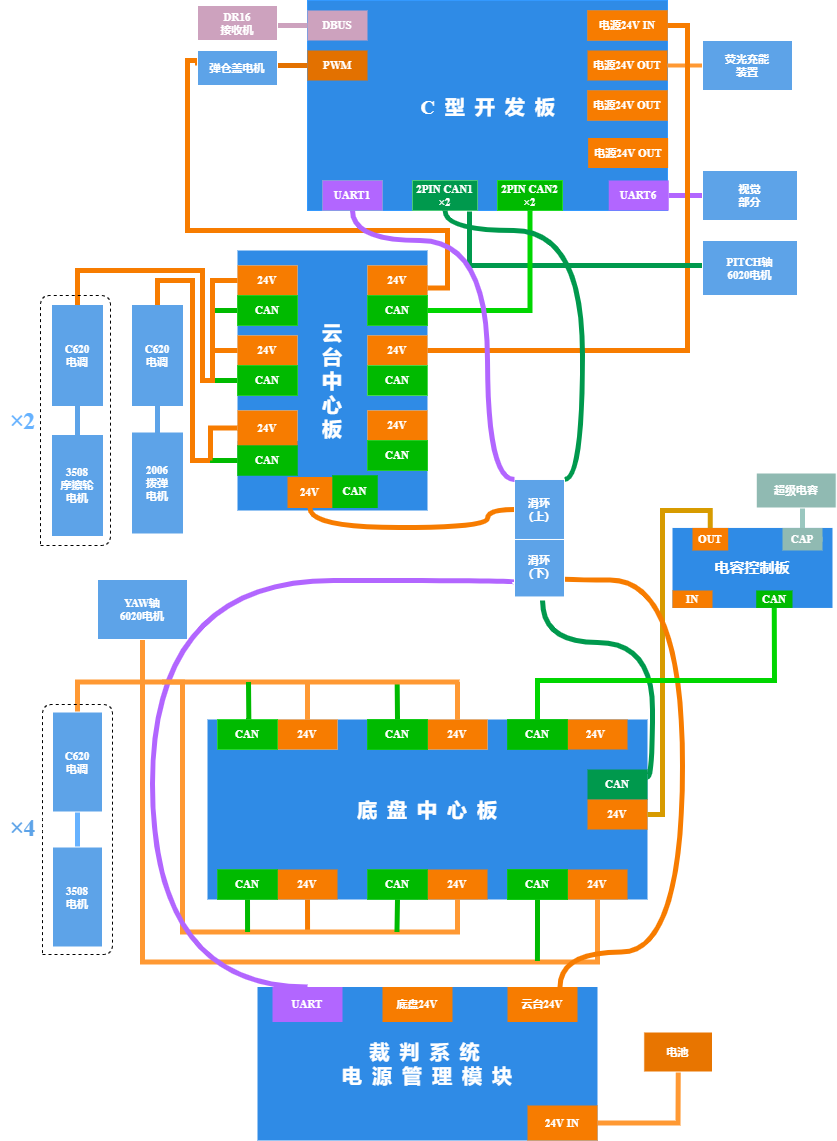 DR16
接收机
DBUS
电源24V IN
弹仓盖电机
PWM
电源24V OUT
荧光充能
装置
C 型 开 发 板
电源24V OUT
电源24V OUT
UART1
2PIN CAN1
×2
2PIN CAN2
×2
UART6
视觉
部分
PITCH轴
6020电机
24V
CAN
24V
CAN
24V
CAN
云
台
中
心
板
24V
CAN
24V
CAN
24V
CAN
24V
CAN
C620
电调
C620
电调
×2
3508
摩擦轮
电机
2006
拨弹
电机
滑环
（上）
滑环
（下）
超级电容
OUT
CAP
电容控制板
IN
CAN
YAW轴
6020电机
C620
电调
×4
3508
电机
CAN
24V
CAN
24V
CAN
24V
CAN
24V
底 盘 中 心 板
CAN
24V
CAN
24V
CAN
24V
UART
底盘24V
云台24V
裁 判 系 统
电 源 管 理 模 块
24V IN
电池